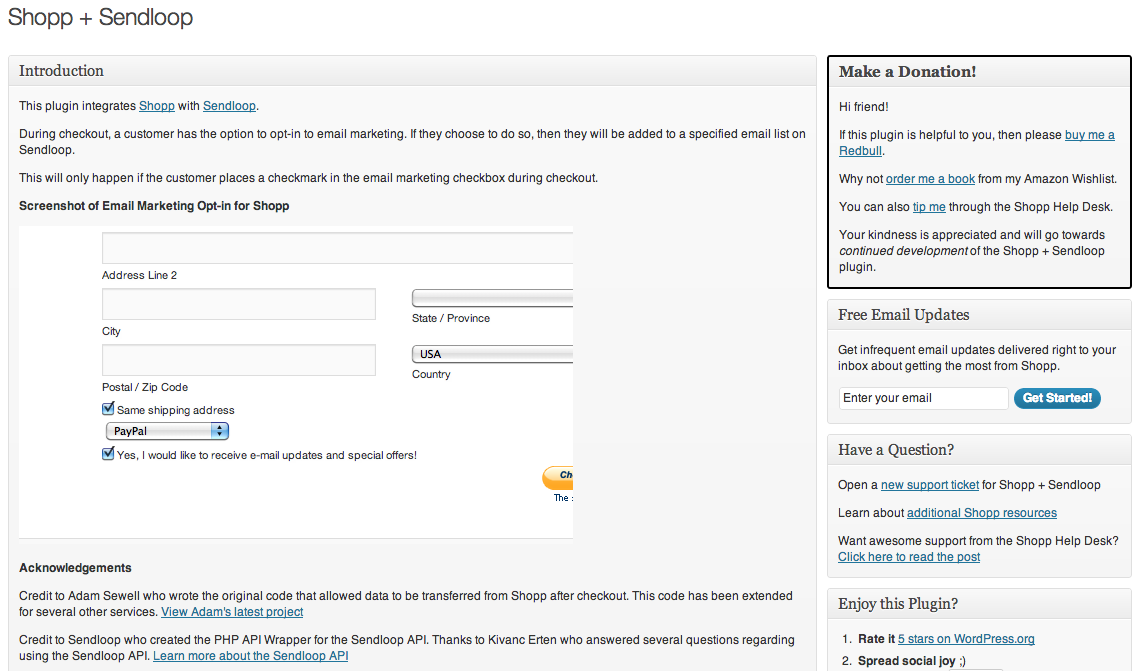 Shopp + Sendloop
Introduction
This plugin integrates Shopp with Sendloop.
During checkout, a customer has the option to opt-in to email marketing. If they choose to do so, then they will be added to a specified email list on
Sendloop.
This will only happen if the customer places a checkmark in the email marketing checkbox during checkout.
Screenshot of Email Marketing Opt-in for Shopp
Address Line 2
City
State / Province
USA
Country
Postal / Zip Code
Same shipping address
PayPal
Yes, I would like to receive e-mail updates and special offers!
Ch
The
Acknowledgements
Credit to Adam Sewell who wrote the original code that allowed data to be transferred from Shopp after checkout. This code has been extended
for several other services. View Adam's latest project
Credit to Sendloop who created the PHP API Wrapper for the Sendloop API. Thanks to Kivanc Erten who answered several questions regarding
using the Sendloop API. Learn more about the Sendloop API
Make a Donation!
Hi friend!
If this plugin is helpful to you, then please buy me a
Redbull.
Why not order me a book from my Amazon Wishlist.
You can also tip me through the Shopp Help Desk.
Your kindness is appreciated and will go towards
continued development of the Shopp + Sendloop
plugin.
Free Email Updates
Get infrequent email updates delivered right to your
inbox about getting the most from Shopp.
Enter your email
Get Started!
Have a Question?
Open a new support ticket for Shopp + Sendloop
Learn about additional Shopp resources
Want awesome support from the Shopp Help Desk?
Click here to read the post
Enjoy this Plugin?
1. Rate it 5 stars on WordPress.org
2. Spread social joy ;)